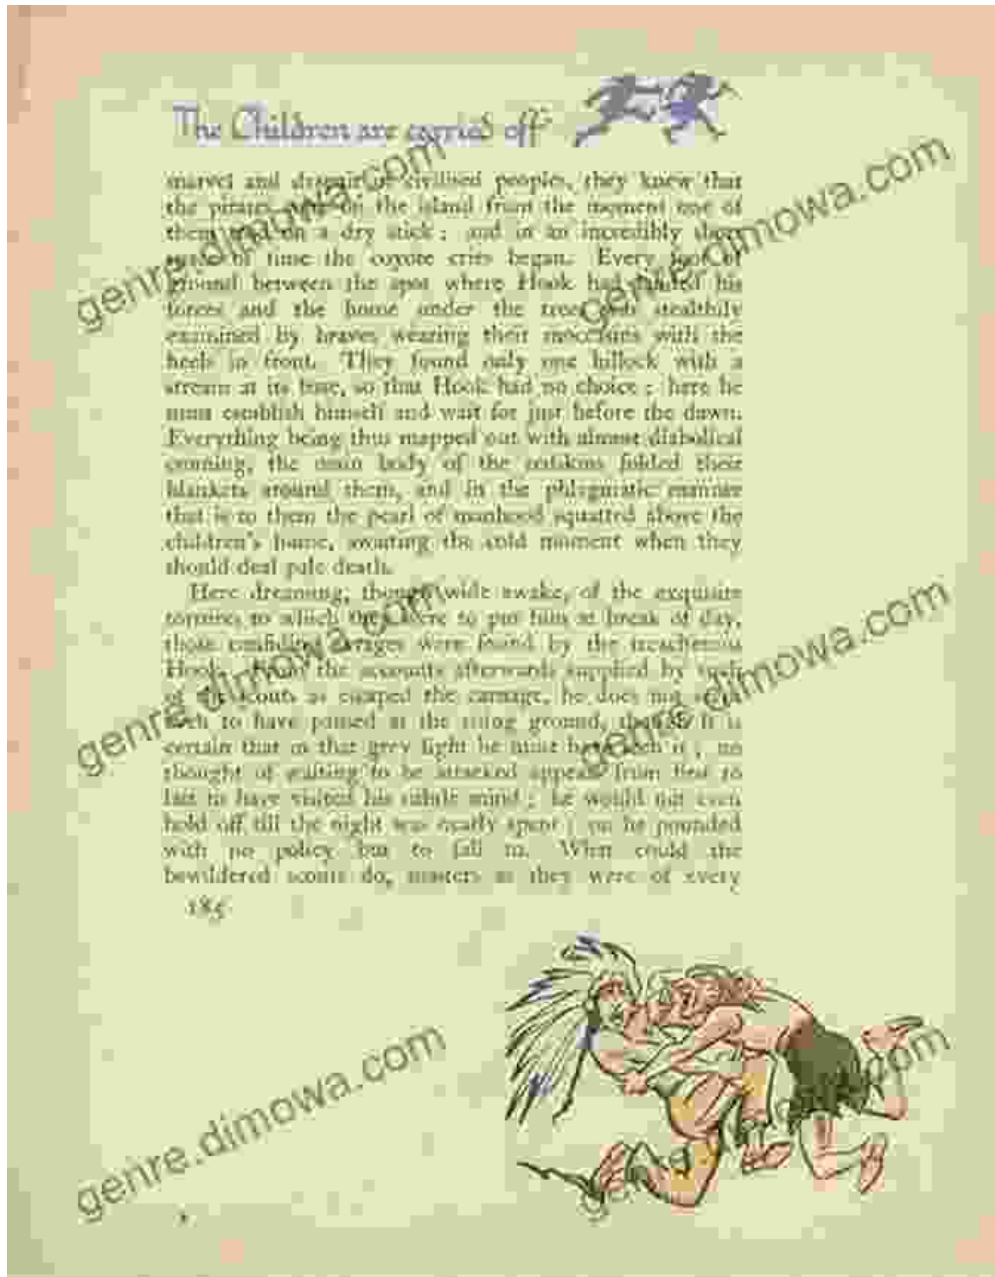 The Children are carried off
marvel and despair of civilised peoples, they knew that
the pirates were on the island from the moment one of
them trod on a dry stick ; and in an incredibly short
space of time the coyote cries began. Every foot of
ground between the spot where Hook had landed his
forces and the home under the trees was stealthily
examined by braves wearing their moccasins with the
heels in front. They found only one hillock with a
stream at its base, so that Hook had no choice ; here he
must establish himself and wait for just before the dawn.
Everything being thus mapped out with almost diabolical
cunning, the main body of the redskins folded their
blankets around them, and in the phlegmatic manner
that is to them the pearl of manhood squatted above the
children's home, awaiting the cold moment when they
should deal pale death.
Here dreaming, though wide awake, of the exquisite
tortures to which they were to put him at break of day,
those confiding savages were found by the treacherous
Hook. From the accounts afterwards supplied by such
of the scouts as escaped the carnage, he does not seem
even to have paused at the rising ground, though it is
certain that in that grey light he must have seen it ; no
thought of waiting to be attacked appears from first to
last to have visited his subtle mind ; he would not even
hold off till the night was nearly spent ; on he pounded
with no policy but to fall to. What could the
bewildered scouts do, masters as they were of every
185
genre.dimowa.com
genre.dimowa.com
genre.dimowa.com
genre.dimowa.com
genre.dimowa.com
genre.dimowa.com